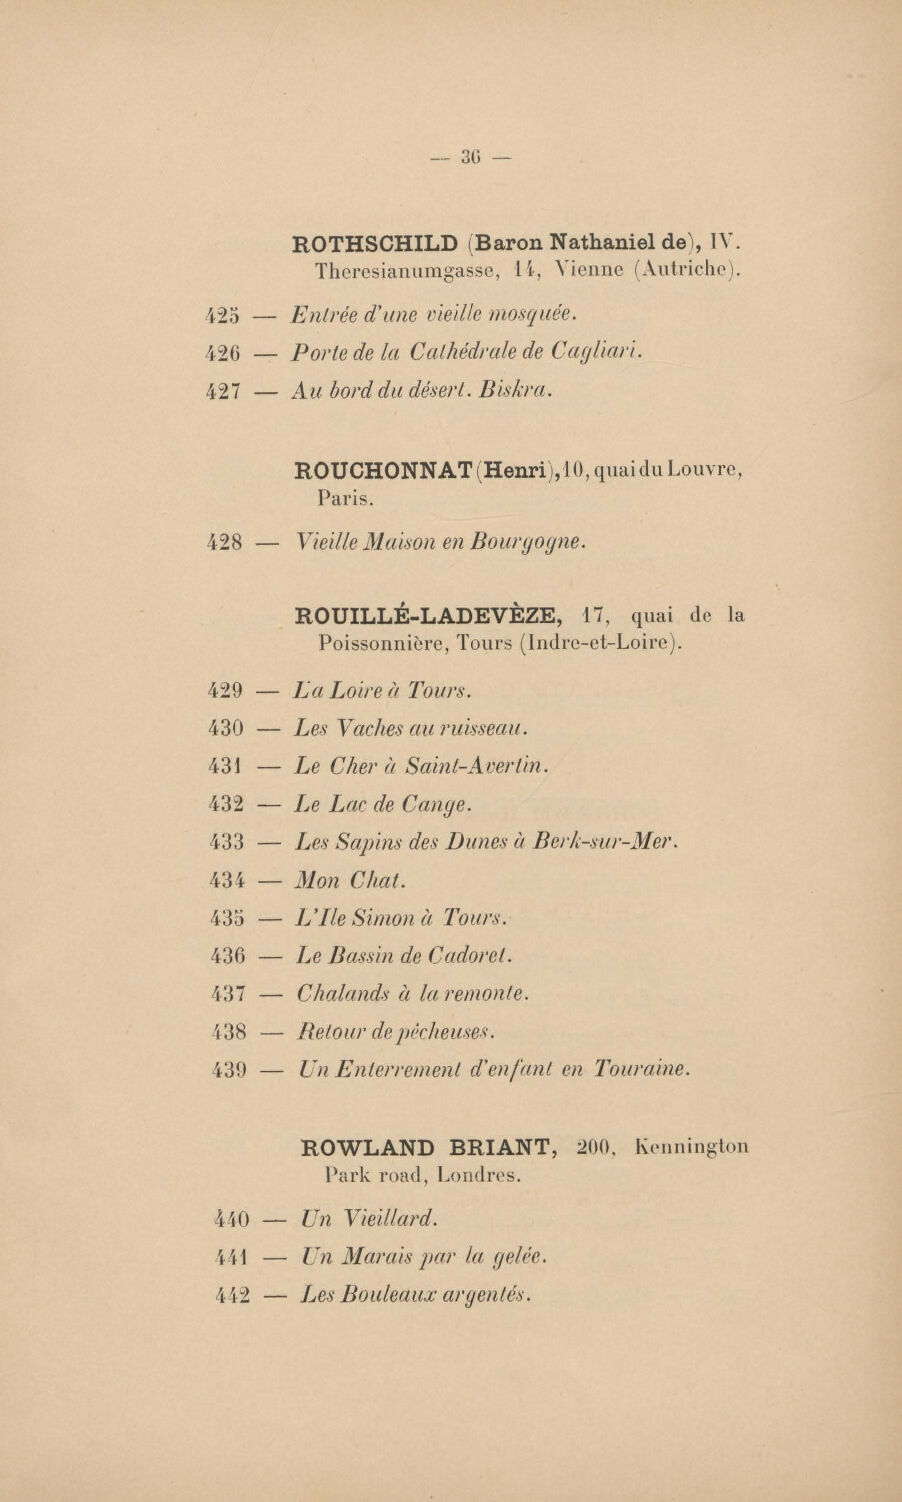 — 36 —
ROTHSCHILD (Baron Nathaniel de), IV.
Theresianumgasse, 14, Vienne (Autriche).
425 — Entrée d'une vieille mosquée.
426 — Porte de la Cathédrale de Cagliari.
427 — Au bord du désert. Biskra.
ROUCHONNAT (Henri), 10, quai du Louvre,
Paris.
428 — Vieille Maison en Bourgogne.
ROUILLÉ-LADEVÈZE, 17, quai de la
Poissonnière, Tours (Indre-et-Loire).
429 — La Loire à Tours.
430 — Les Vaches au ruisseau.
431 — Le Cher à Saint-Avertin.
432 — Le Lac de Cange.
433 — Les Sapins des Dunes à Berk-sur-Mer.
434 — Mon Chat.
435 — L'Ile Simon à Tours.
436 — Le Bassin de Cadoret.
437 — Chalands à la remonte.
438 — Retour de pêcheuses.
439 — Un Enterrement d'enfant en Touraine.
ROWLAND BRIANT, 200, Kennington
Park road, Londres.
440 — Un Vieillard.
441 — Un Marais par la gelée.
442 — Les Bouleaux argentés.